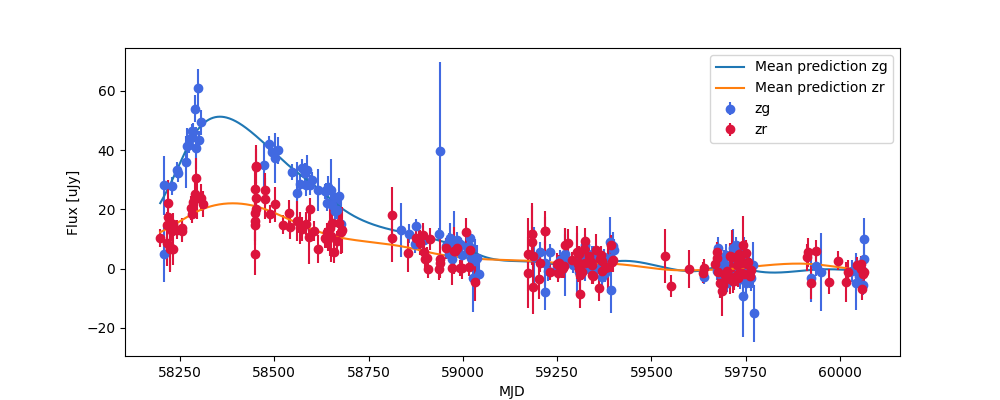 60
40
20
0
−20
Flux [uJy]
58250
58500
58750
59000
59250
59500
59750
60000
MJD
Mean prediction zg
Mean prediction zr
zg
zr